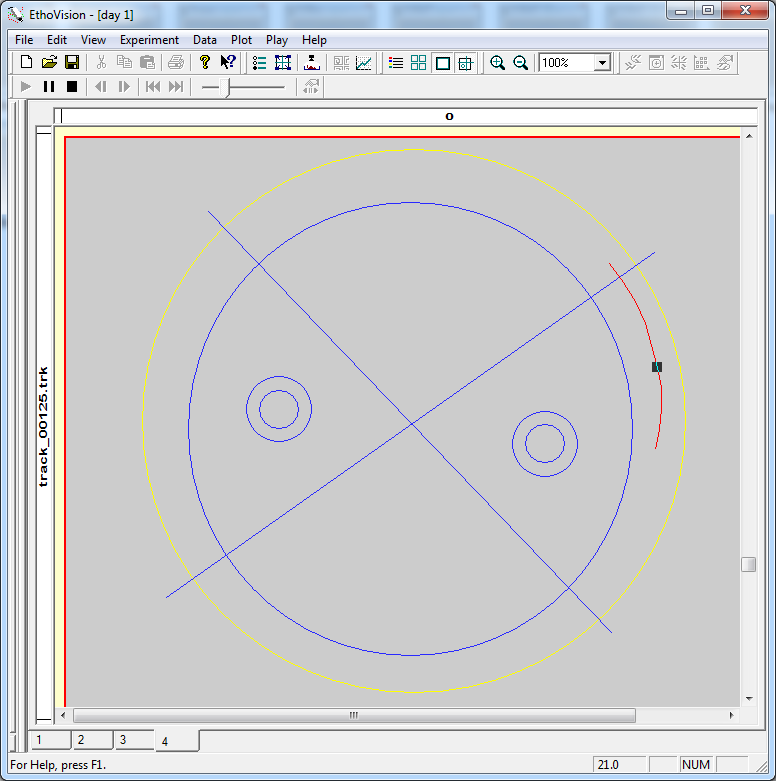 EthoVision - [day 1]
File Edit View Experiment Data Plot Play Help
100%
o
track_00125.trk
1 2 3 4
For Help, press F1.
21.0
NUM